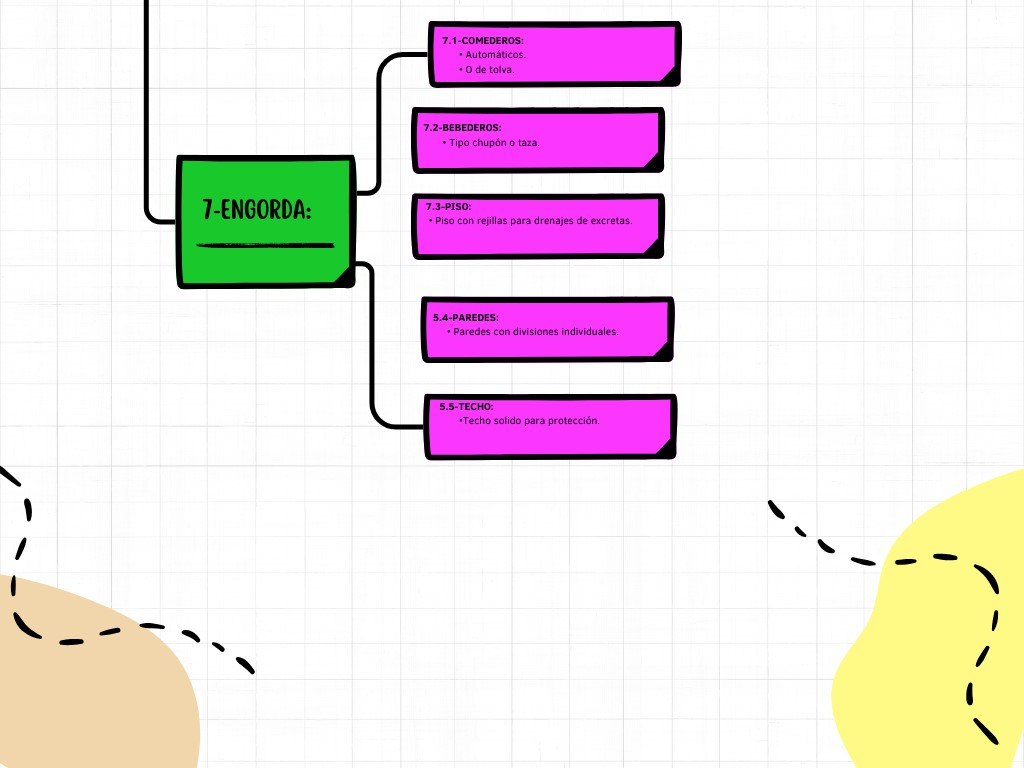 7.1-COMEDEROS:
• Automáticos.
• O de tolva.
7.2-BEBEDEROS:
• Tipo chupón o taza.
7-ENGORDA:
7.3-PISO:
• Piso con rejillas para drenajes de excretas.
5.4-PAREDES:
• Paredes con divisiones individuales.
5.5-TECHO:
•Techo solido para protección.